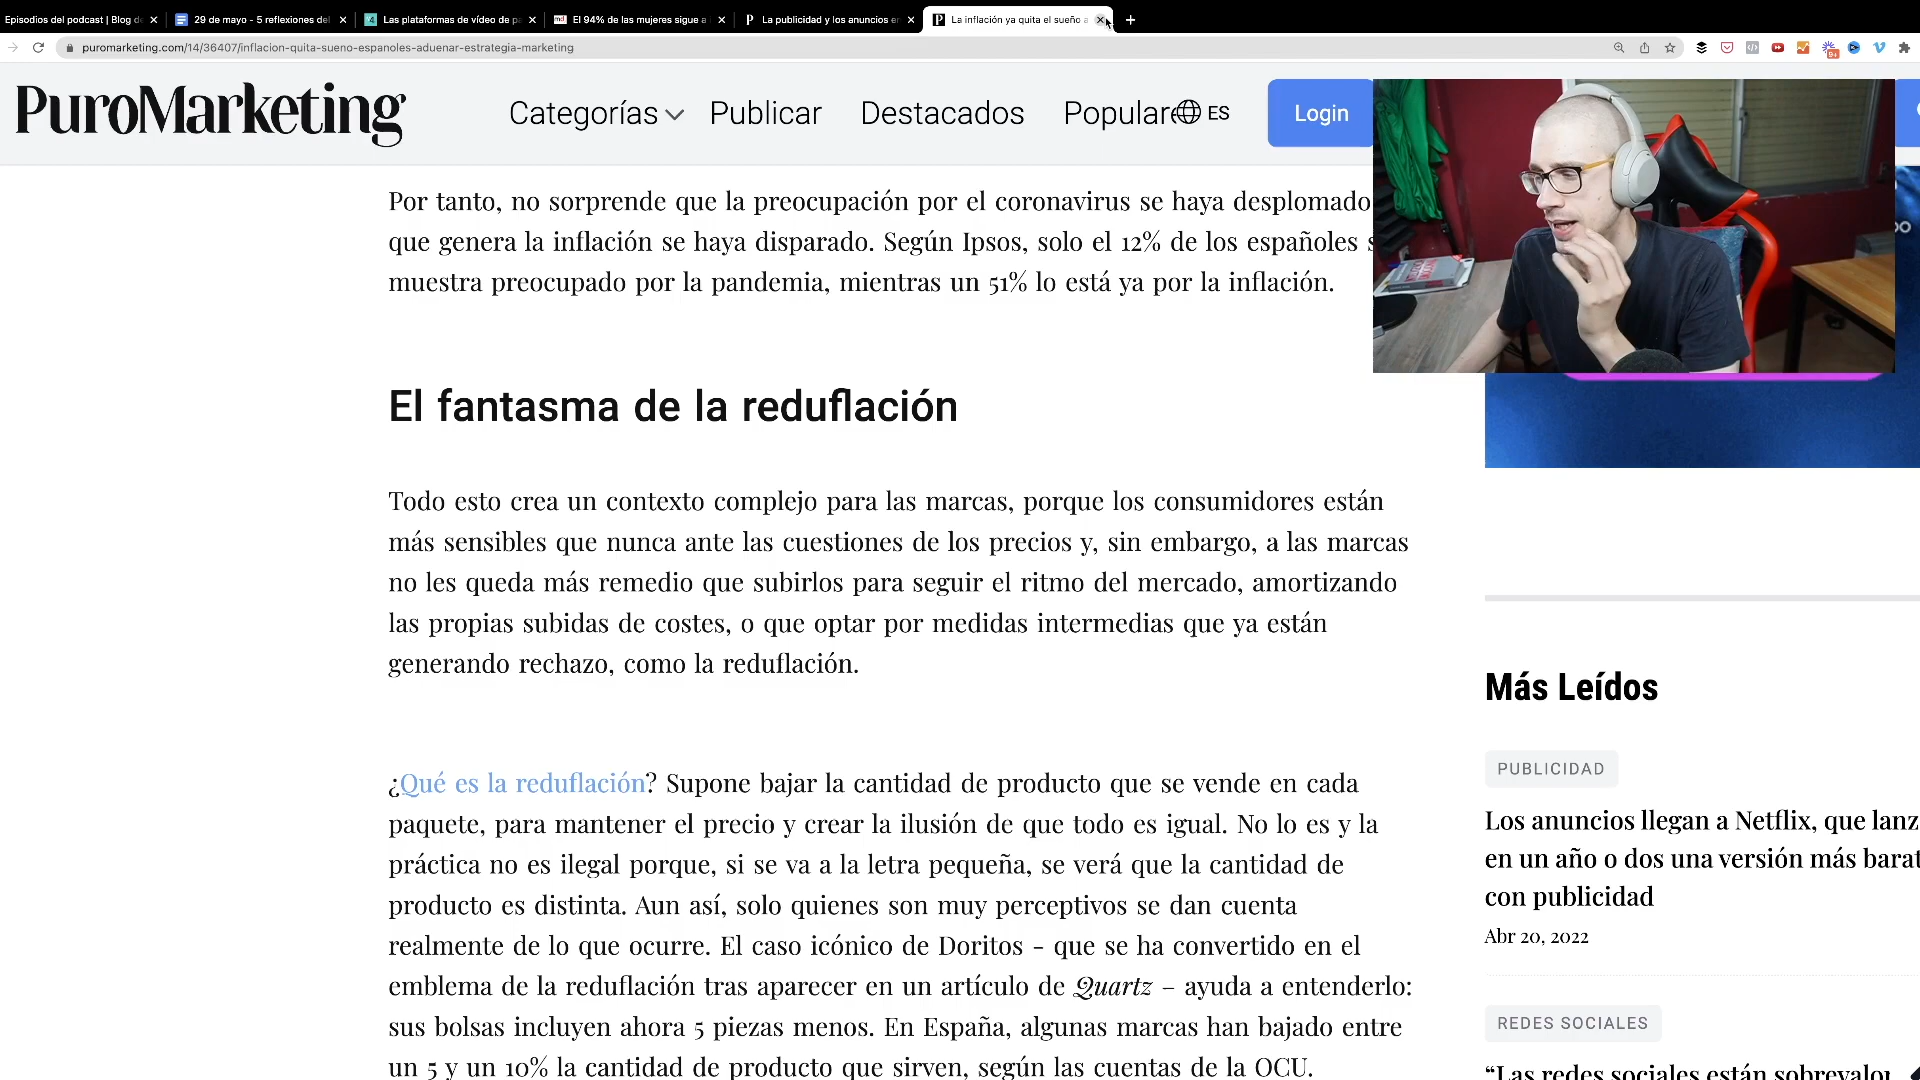 Episodios del podcast | Blog de
29 de mayo - 5 reflexiones del
Las plataformas de vídeo de pa
El 94% de las mujeres sigue a
La publicidad y los anuncios en
La inflación ya quita el sueño a
puromarketing.com/14/36407/inflacion-quita-sueno-espanoles-aduenar-estrategia-marketing
PuroMarketing
Categorías
Publicar
Destacados
Populare
ES
Login
Por tanto, no sorprende que la preocupación por el coronavirus se haya desplomado
que genera la inflación se haya disparado. Según Ipsos, solo el 12% de los españoles s
muestra preocupado por la pandemia, mientras un 51% lo está ya por la inflación.
El fantasma de la reduflación
Todo esto crea un contexto complejo para las marcas, porque los consumidores están
más sensibles que nunca ante las cuestiones de los precios y, sin embargo, a las marcas
no les queda más remedio que subirlos para seguir el ritmo del mercado, amortizando
las propias subidas de costes, o que optar por medidas intermedias que ya están
generando rechazo, como la reduflación.
¿Qué es la reduflación? Supone bajar la cantidad de producto que se vende en cada
paquete, para mantener el precio y crear la ilusión de que todo es igual. No lo es y la
práctica no es ilegal porque, si se va a la letra pequeña, se verá que la cantidad de
producto es distinta. Aun así, solo quienes son muy perceptivos se dan cuenta
realmente de lo que ocurre. El caso icónico de Doritos - que se ha convertido en el
emblema de la reduflación tras aparecer en un artículo de Quartz – ayuda a entenderlo:
sus bolsas incluyen ahora 5 piezas menos. En España, algunas marcas han bajado entre
un 5 y un 10% la cantidad de producto que sirven, según las cuentas de la OCU.
Más Leídos
PUBLICIDAD
Los anuncios llegan a Netflix, que lanz
en un año o dos una versión más barat
con publicidad
Abr 20, 2022
REDES SOCIALES
“Las redes sociales están sobrevalor